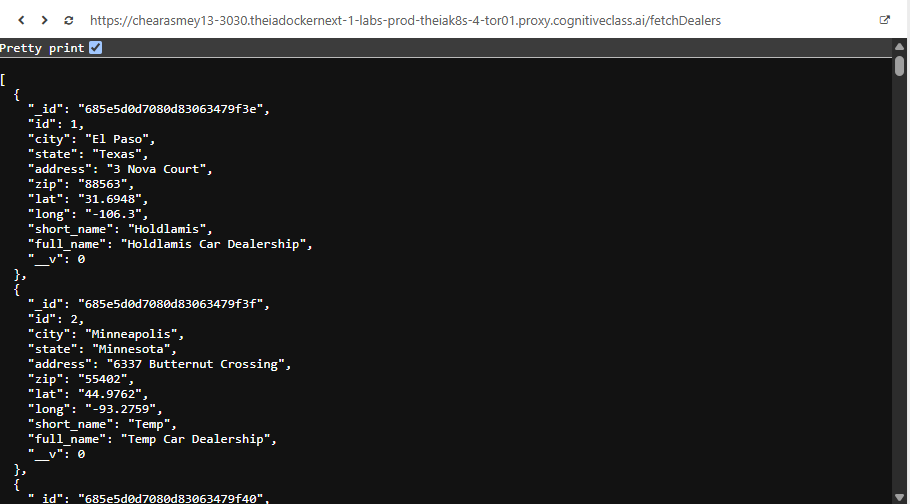 https://chearasmey13-3030.theiadockernext-1-labs-prod-theiak8s-4-tor01.proxy.cognitiveclass.ai/fetchDealers
Pretty print
[
  {
    "_id": "685e5d0d7080d83063479f3e",
    "id": 1,
    "city": "El Paso",
    "state": "Texas",
    "address": "3 Nova Court",
    "zip": "88563",
    "lat": "31.6948",
    "long": "-106.3",
    "short_name": "Holdlamis",
    "full_name": "Holdlamis Car Dealership",
    "__v": 0
  },
  {
    "_id": "685e5d0d7080d83063479f3f",
    "id": 2,
    "city": "Minneapolis",
    "state": "Minnesota",
    "address": "6337 Butternut Crossing",
    "zip": "55402",
    "lat": "44.9762",
    "long": "-93.2759",
    "short_name": "Temp",
    "full_name": "Temp Car Dealership",
    "__v": 0
  },
  {
    "_id": "685e5d0d7080d83063479f40",